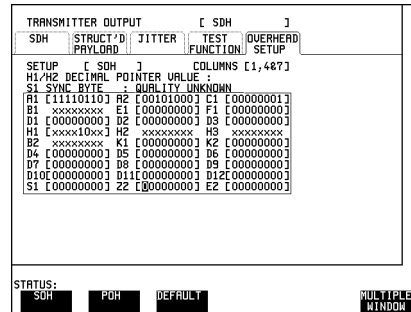 TRANSMITTER OUTPUT [ SDH ]
SDH STRUCT'D PAYLOAD JITTER TEST FUNCTION OVERHEAD SETUP
SETUP [ SOH ] COLUMNS [1,4&7]
H1/H2 DECIMAL POINTER VALUE :
S1 SYNC BYTE : QUALITY UNKNOWN
A1 [11110110] A2 [00101000] C1 [00000001]
B1 xxxxxxxx E1 [00000000] F1 [00000000]
D1 [00000000] D2 [00000000] D3 [00000000]
H1 [xxxx10xx] H2 xxxxxxxx H3 xxxxxxxx
B2 xxxxxxxx K1 [00000000] K2 [00000000]
D4 [00000000] D5 [00000000] D6 [00000000]
D7 [00000000] D8 [00000000] D9 [00000000]
D10[00000000] D11[00000000] D12[00000000]
S1 [00000000] Z2 [00000000] E2 [00000000]
STATUS:
SOH POH DEFAULT MULTIPLE WINDOW